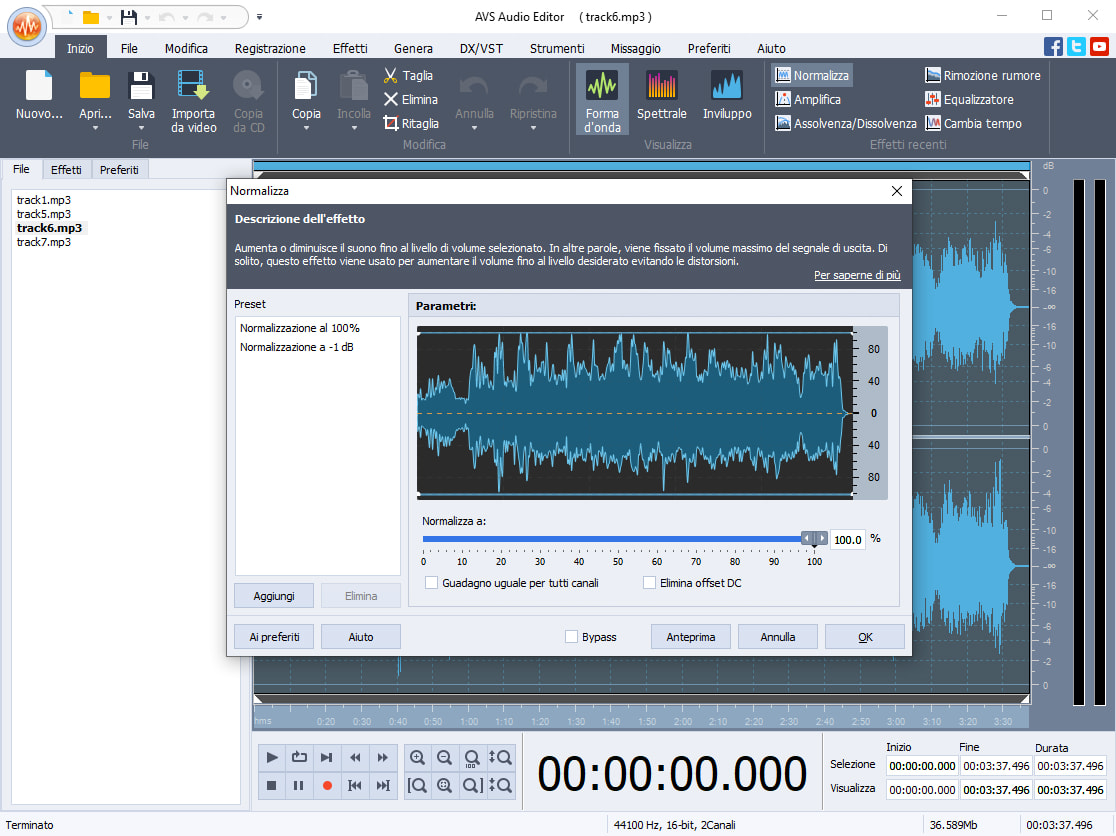 AVS Audio Editor ( track6.mp3 )
Inizio File Modifica Registrazione Effetti Genera DX/VST Strumenti Missaggio Preferiti Aiuto
Nuovo... Apri... Salva Importa da video Copia da CD
File
Copia Incolla Taglia Elimina Ritaglia Annulla Ripristina
Modifica
Forma d'onda Spettrale Inviluppo
Visualizza
Normalizza Rimozione rumore
Amplifica Equalizzatore
Assolvenza/Dissolvenza Cambia tempo
Effetti recenti
File Effetti Preferiti
track1.mp3
track5.mp3
track6.mp3
track7.mp3
Normalizza
Descrizione dell'effetto
Aumenta o diminuisce il suono fino al livello di volume selezionato. In altre parole, viene fissato il volume massimo del segnale di uscita. Di
solito, questo effetto viene usato per aumentare il volume fino al livello desiderato evitando le distorsioni.
Per saperne di più
Preset
Normalizzazione al 100%
Normalizzazione a -1 dB
Aggiungi Elimina
Parametri:
80
40
0
40
80
Normalizza a:
100.0 %
0 10 20 30 40 50 60 70 80 90 100
Guadagno uguale per tutti canali Elimina offset DC
Ai preferiti Aiuto Bypass Anteprima Annulla OK
dB
0
-2
-4
-6
-10
-16
-∞
-16
-10
-6
-4
-2
0
0
-2
-4
-6
-10
-16
-∞
-16
-10
-6
-4
-2
0
hms 0:20 0:30 0:40 0:50 1:00 1:10 1:20 1:30 1:40 1:50 2:00 2:10 2:20 2:30 2:40 2:50 3:00 3:10 3:20 3:30
100
00:00:00.000
Inizio Fine Durata
Selezione 00:00:00.000 00:03:37.496 00:03:37.496
Visualizza 00:00:00.000 00:03:37.496 00:03:37.496
Terminato 44100 Hz, 16-bit, 2Canali 36.589Mb 00:03:37.496